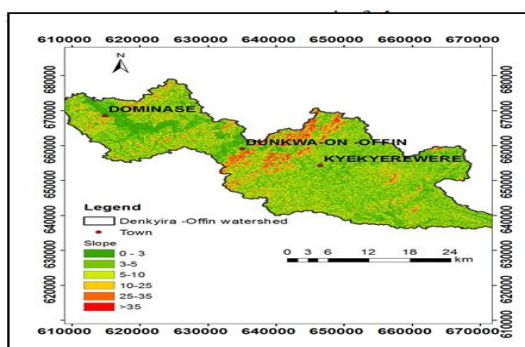 610000 620000 630000 640000 650000 660000 670000
N
680000
670000
660000
650000
640000
630000
620000
DOMINASE
DUNKWA-ON -OFFIN
KYEKYEREWERE
Legend
Denkyira -Offin watershed
Town
Slope
0 - 3
3-5
5-10
10-25
25-35
>35
0 3 6 12 18 24
km
680000
670000
660000
650000
640000
630000
620000
610000 620000 630000 640000 650000 660000 670000